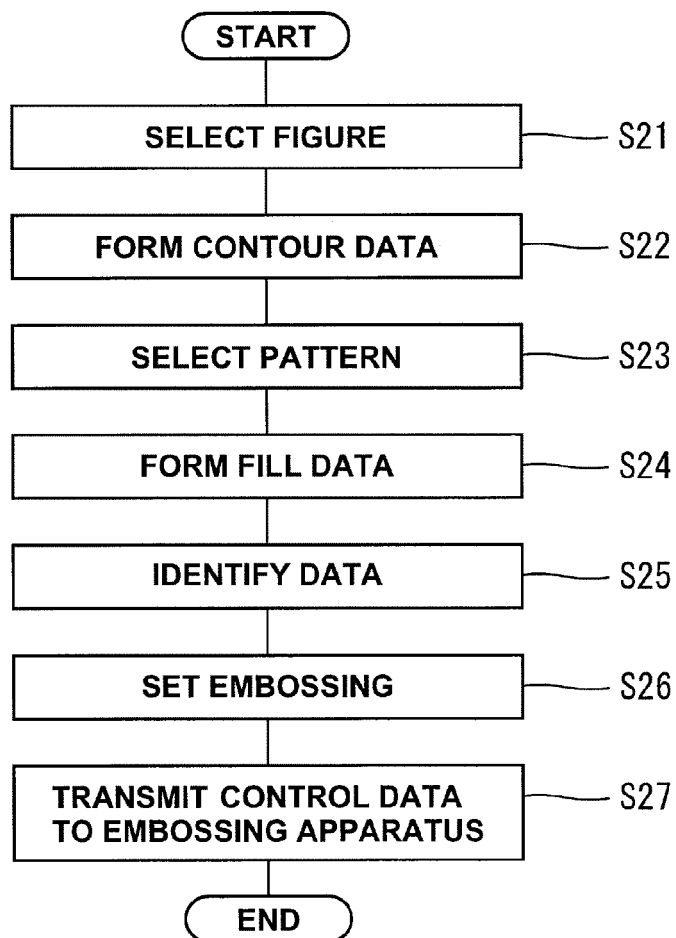 START
SELECT FIGURE
S21
FORM CONTOUR DATA
S22
SELECT PATTERN
S23
FORM FILL DATA
S24
IDENTIFY DATA
S25
SET EMBOSSING
S26
TRANSMIT CONTROL DATA
TO EMBOSSING APPARATUS
S27
END